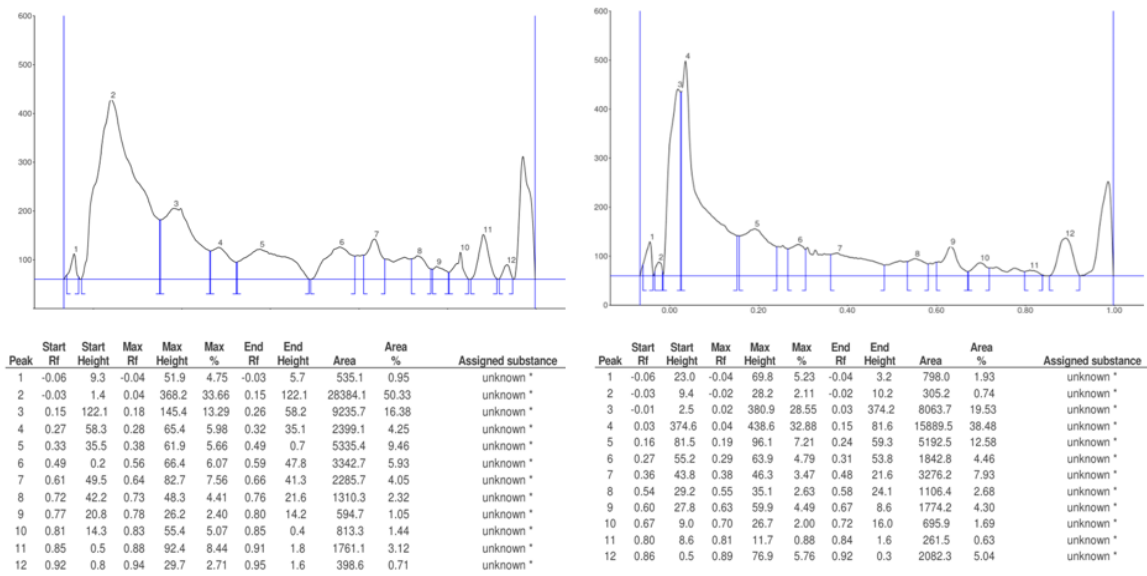 600
500
400
300
200
100
1
2
3
4
5
6
7
8
9
10
11
12
Peak Start Rf Start Height Max Rf Max Height Max % End Rf End Height Area Area % Assigned substance
1 -0.06 9.3 -0.04 51.9 4.75 -0.03 5.7 535.1 0.95 unknown *
2 -0.03 1.4 0.04 368.2 33.66 0.15 122.1 28384.1 50.33 unknown *
3 0.15 122.1 0.18 145.4 13.29 0.26 58.2 9235.7 16.38 unknown *
4 0.27 58.3 0.28 65.4 5.98 0.32 35.1 2399.1 4.25 unknown *
5 0.33 35.5 0.38 61.9 5.66 0.49 0.7 5335.4 9.46 unknown *
6 0.49 0.2 0.56 66.4 6.07 0.59 47.8 3342.7 5.93 unknown *
7 0.61 49.5 0.64 82.7 7.56 0.66 41.3 2285.7 4.05 unknown *
8 0.72 42.2 0.73 48.3 4.41 0.76 21.6 1310.3 2.32 unknown *
9 0.77 20.8 0.78 26.2 2.40 0.80 14.2 594.7 1.05 unknown *
10 0.81 14.3 0.83 55.4 5.07 0.85 0.4 813.3 1.44 unknown *
11 0.85 0.5 0.88 92.4 8.44 0.91 1.8 1761.1 3.12 unknown *
12 0.92 0.8 0.94 29.7 2.71 0.95 1.6 398.6 0.71 unknown *
600
500
400
300
200
100
1
2
3
4
5
6
7
8
9
10
11
12
0.00 0.20 0.40 0.60 0.80 1.00
Peak Start Rf Start Height Max Rf Max Height Max % End Rf End Height Area Area % Assigned substance
1 -0.06 23.0 -0.04 69.8 5.23 -0.04 3.2 798.0 1.93 unknown *
2 -0.03 9.4 -0.02 28.2 2.11 -0.02 10.2 305.2 0.74 unknown *
3 -0.01 2.5 0.02 380.9 28.55 0.03 374.2 8063.7 19.53 unknown *
4 0.03 374.6 0.04 438.6 32.88 0.15 81.6 15889.5 38.48 unknown *
5 0.16 81.5 0.19 96.1 7.21 0.24 59.3 5192.5 12.58 unknown *
6 0.27 55.2 0.29 63.9 4.79 0.31 53.8 1842.8 4.46 unknown *
7 0.36 43.8 0.38 46.3 3.47 0.48 21.6 3276.2 7.93 unknown *
8 0.54 29.2 0.55 35.1 2.63 0.58 24.1 1106.4 2.68 unknown *
9 0.60 27.8 0.63 59.9 4.49 0.67 8.6 1774.2 4.30 unknown *
10 0.67 9.0 0.70 26.7 2.00 0.72 16.0 695.9 1.69 unknown *
11 0.80 8.6 0.81 11.7 0.88 0.84 1.6 261.5 0.63 unknown *
12 0.86 0.5 0.89 76.9 5.76 0.92 0.3 2082.3 5.04 unknown *